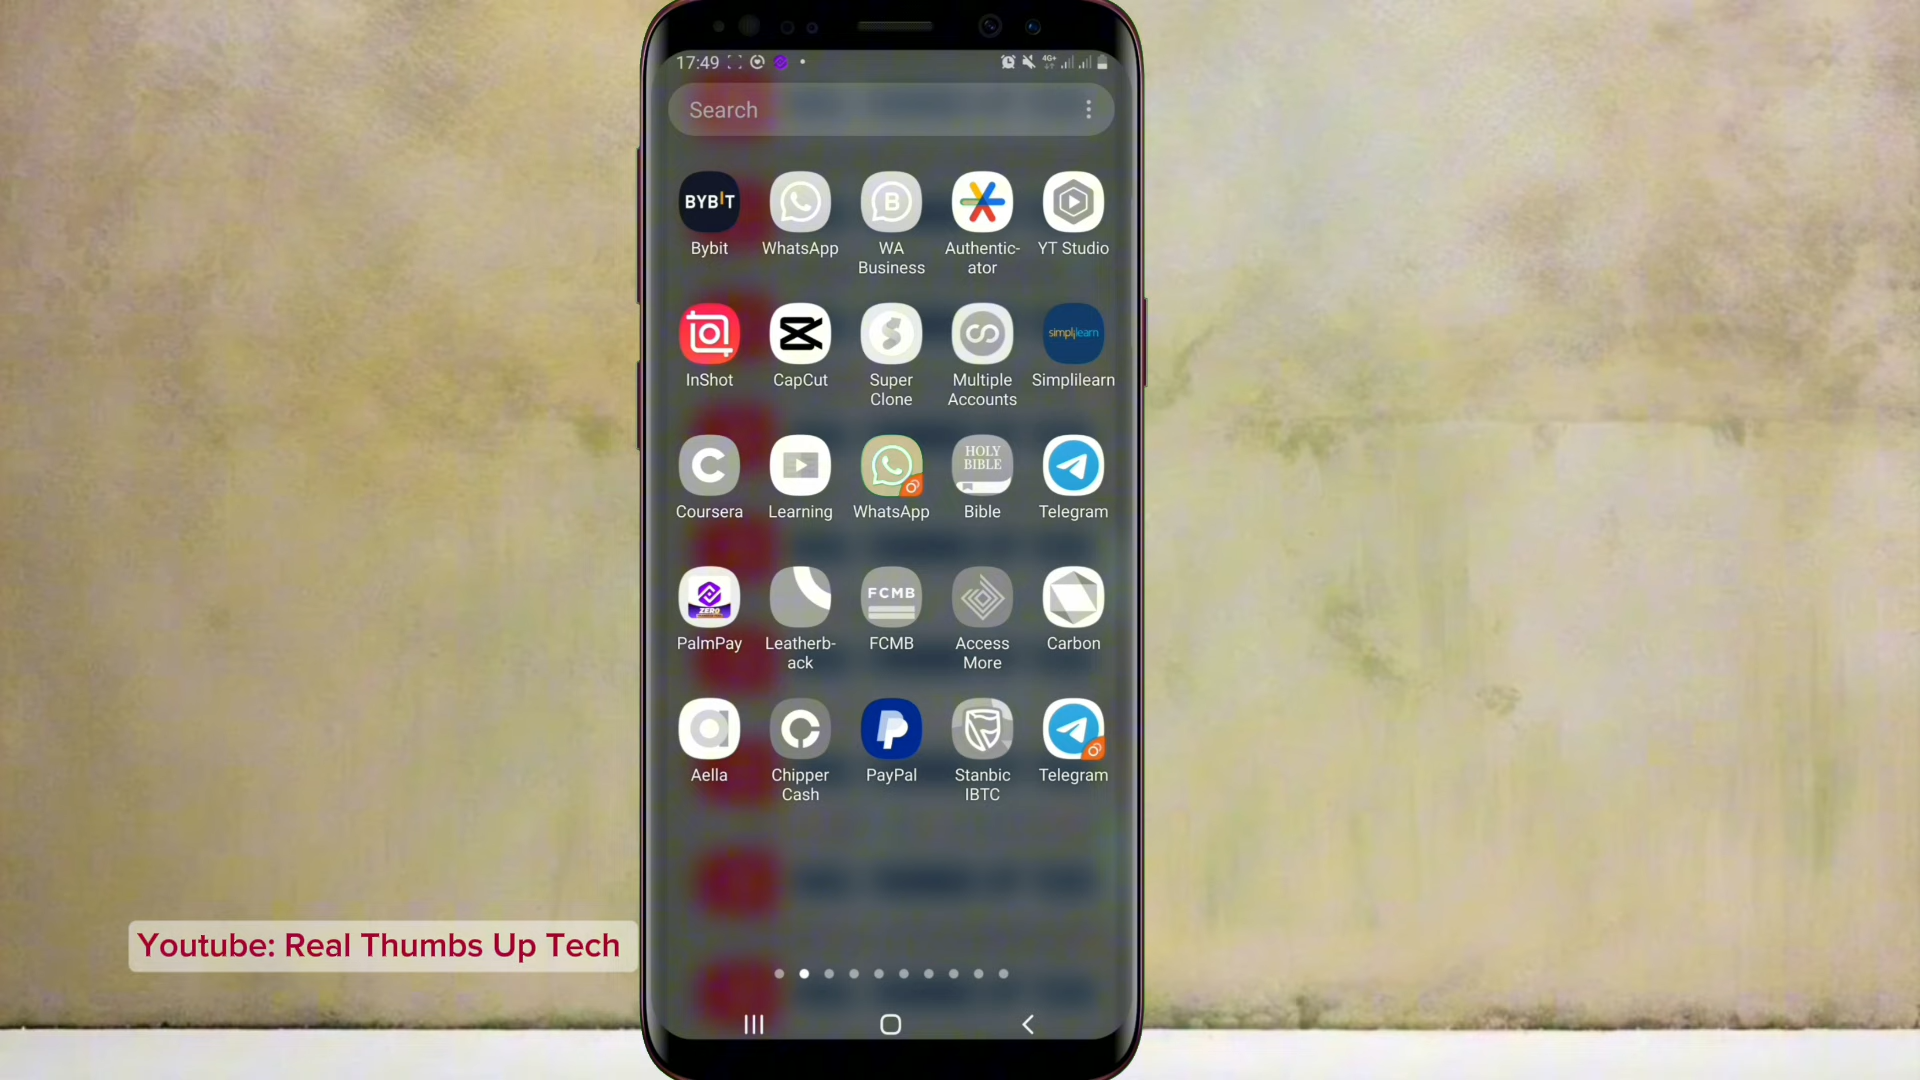 17:49
4G+
Search
BYBIT
Bybit
WhatsApp
B
WA
Business
Authentic-
ator
YT Studio
InShot
CapCut
Super
Clone
Multiple
Accounts
simplilearn
Simplilearn
Coursera
Learning
WhatsApp
HOLY
BIBLE
Bible
Telegram
ZERO
PalmPay
Leatherb-
ack
FCMB
FCMB
Access
More
Carbon
Aella
Chipper
Cash
PayPal
Stanbic
IBTC
Telegram
Youtube: Real Thumbs Up Tech